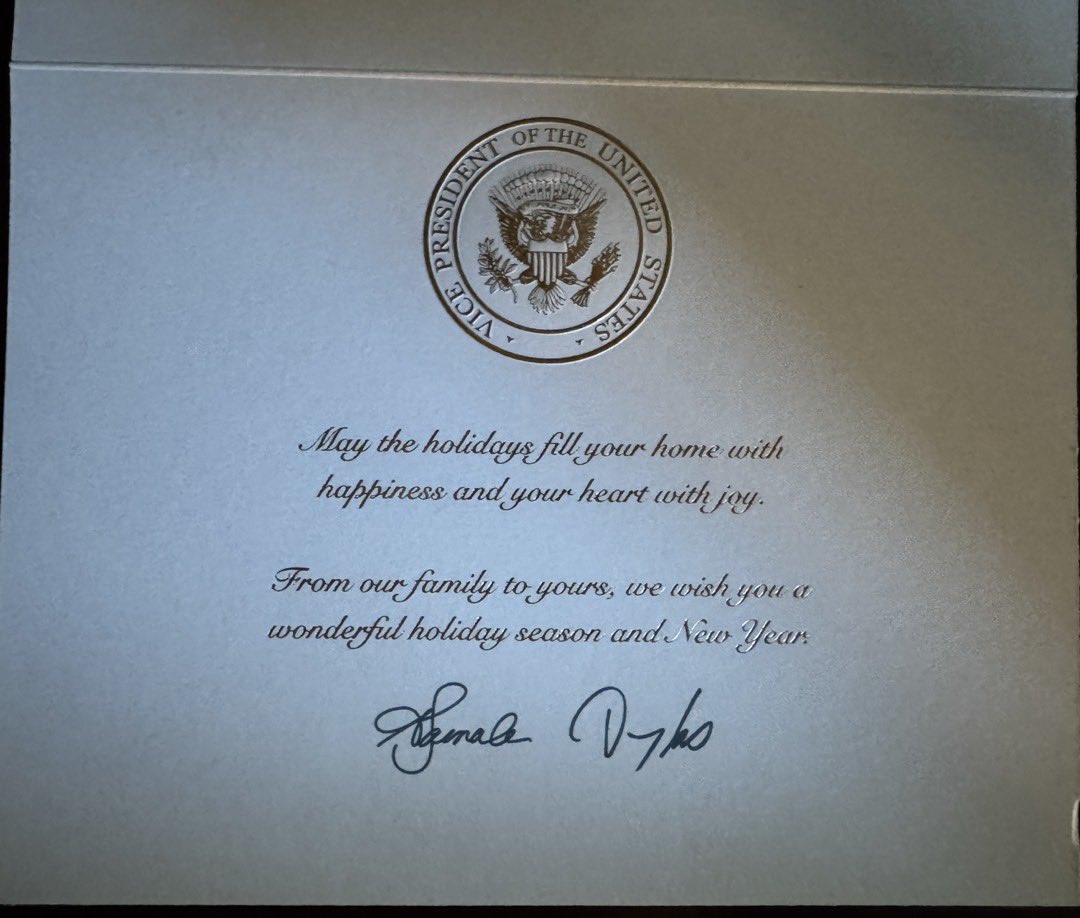 VICE PRESIDENT OF THE UNITED STATES
May the holidays fill your home with
happiness and your heart with joy.
From our family to yours, we wish you a
wonderful holiday season and New Year.
Kamala